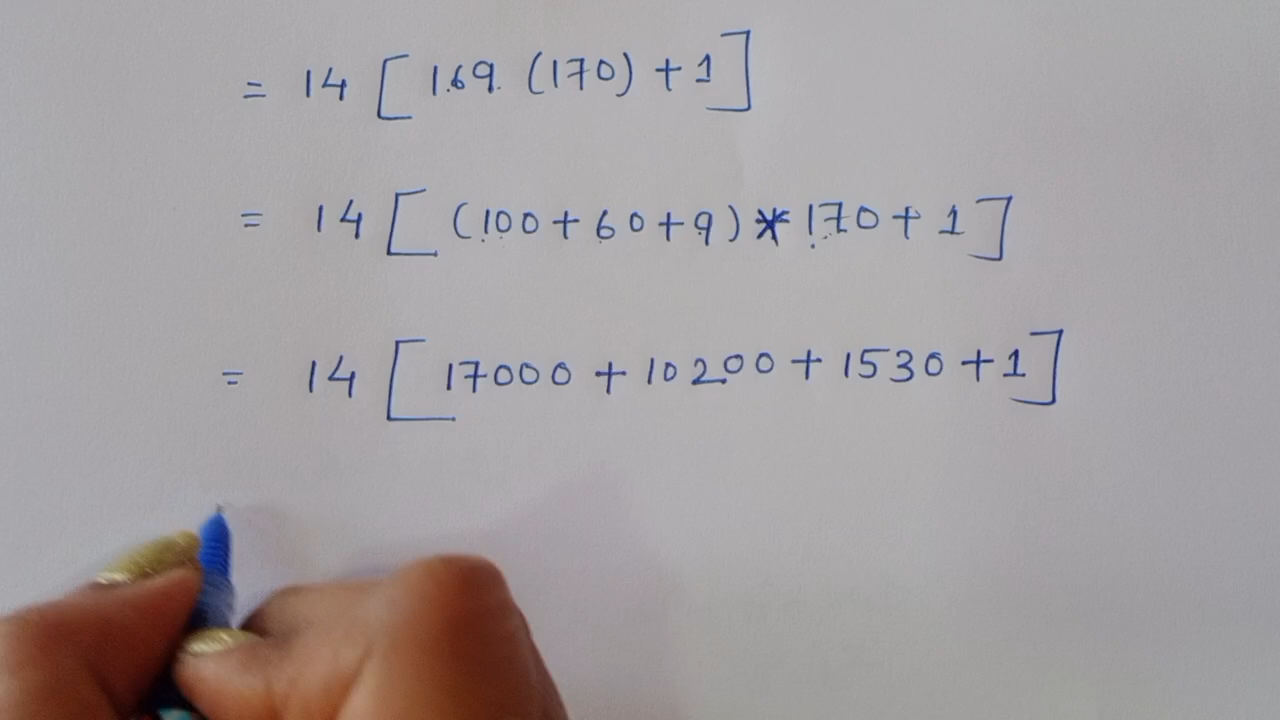 = 14 [ 169 (170) + 1 ]
= 14 [ (100 + 60 + 9) * 170 + 1 ]
= 14 [ 17000 + 10200 + 1530 + 1 ]